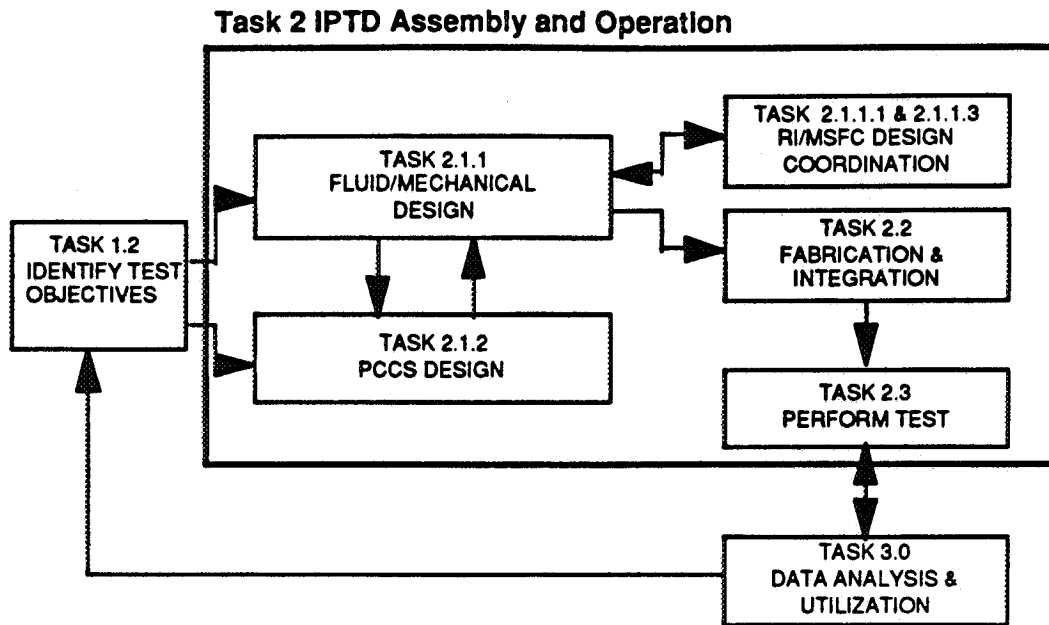 Task 2 IPTD Assembly and Operation
TASK 1.2
IDENTIFY TEST
OBJECTIVES
TASK 2.1.1
FLUID/MECHANICAL
DESIGN
TASK 2.1.2
PCCS DESIGN
TASK 2.1.1.1 & 2.1.1.3
RI/MSFC DESIGN
COORDINATION
TASK 2.2
FABRICATION &
INTEGRATION
TASK 2.3
PERFORM TEST
TASK 3.0
DATA ANALYSIS &
UTILIZATION